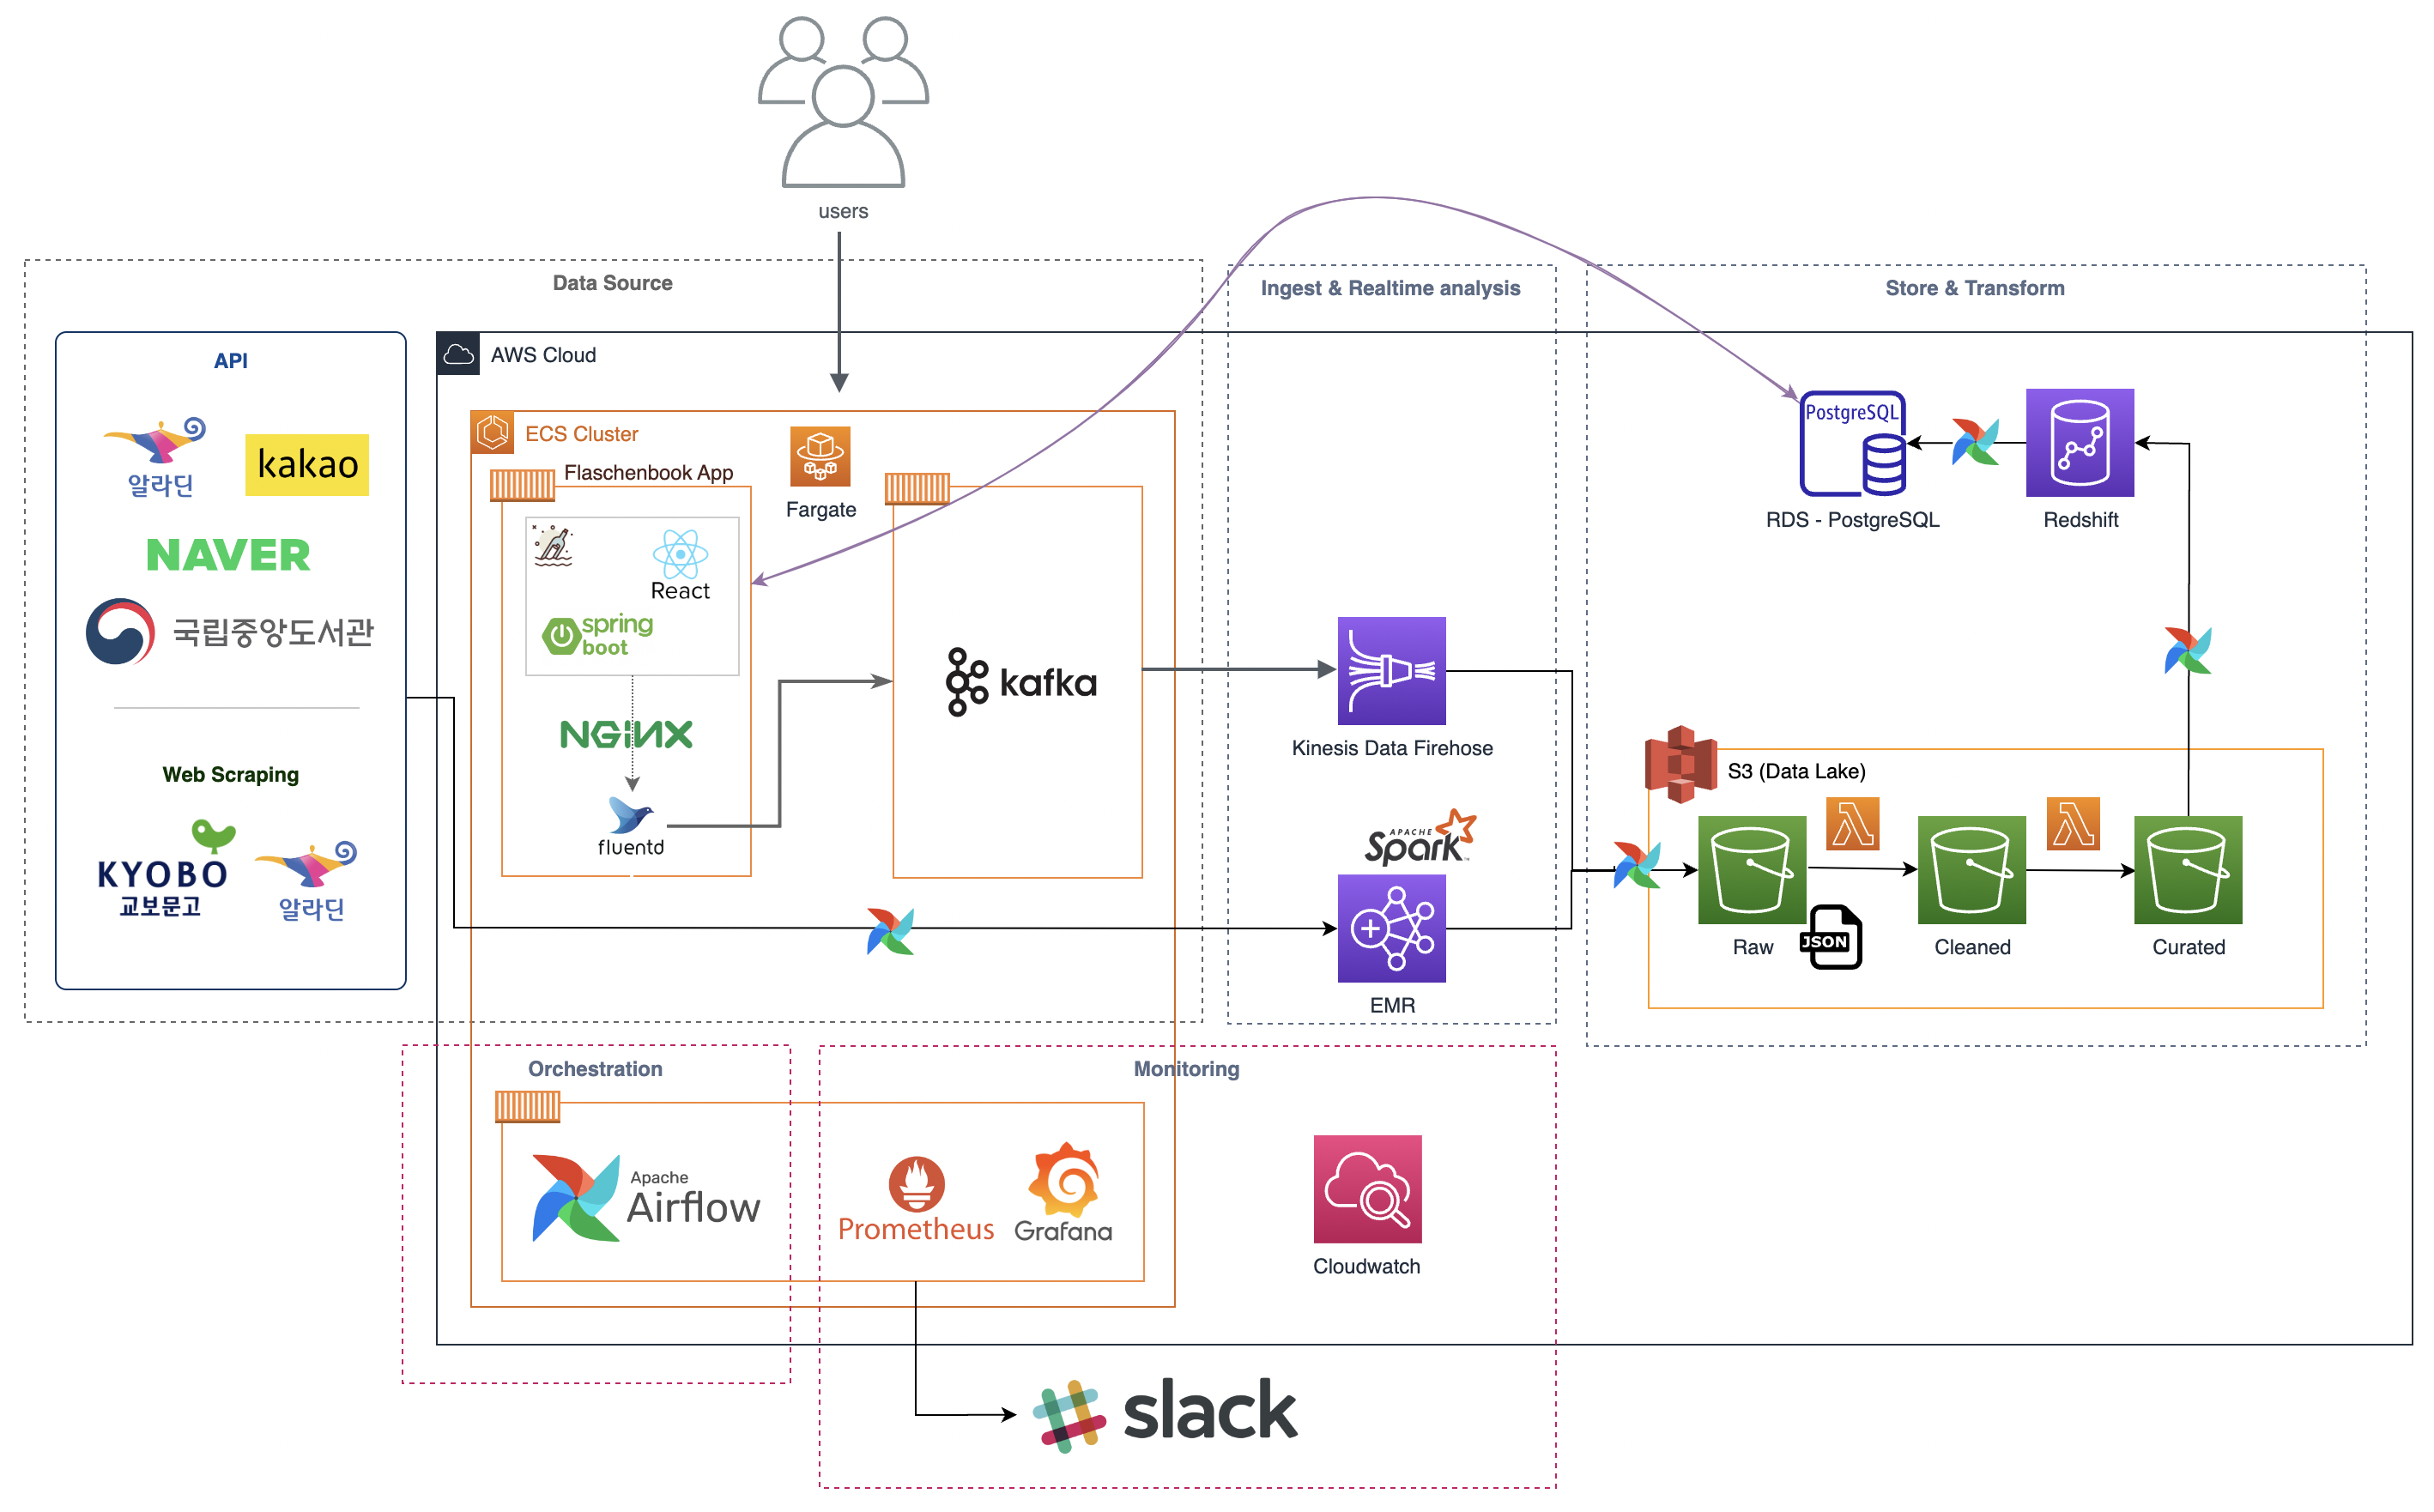 users
Data Source
Ingest & Realtime analysis
Store & Transform
API
알라딘
kakao
NAVER
국립중앙도서관
Web Scraping
KYOBO
교보문고
알라딘
AWS Cloud
ECS Cluster
Flaschenbook App
Fargate
React
spring
boot
NGINX
fluentd
kafka
Kinesis Data Firehose
APACHE
Spark
EMR
PostgreSQL
RDS - PostgreSQL
Redshift
S3 (Data Lake)
Raw
JSON
Cleaned
Curated
Orchestration
Apache
Airflow
Monitoring
Prometheus
Grafana
Cloudwatch
slack